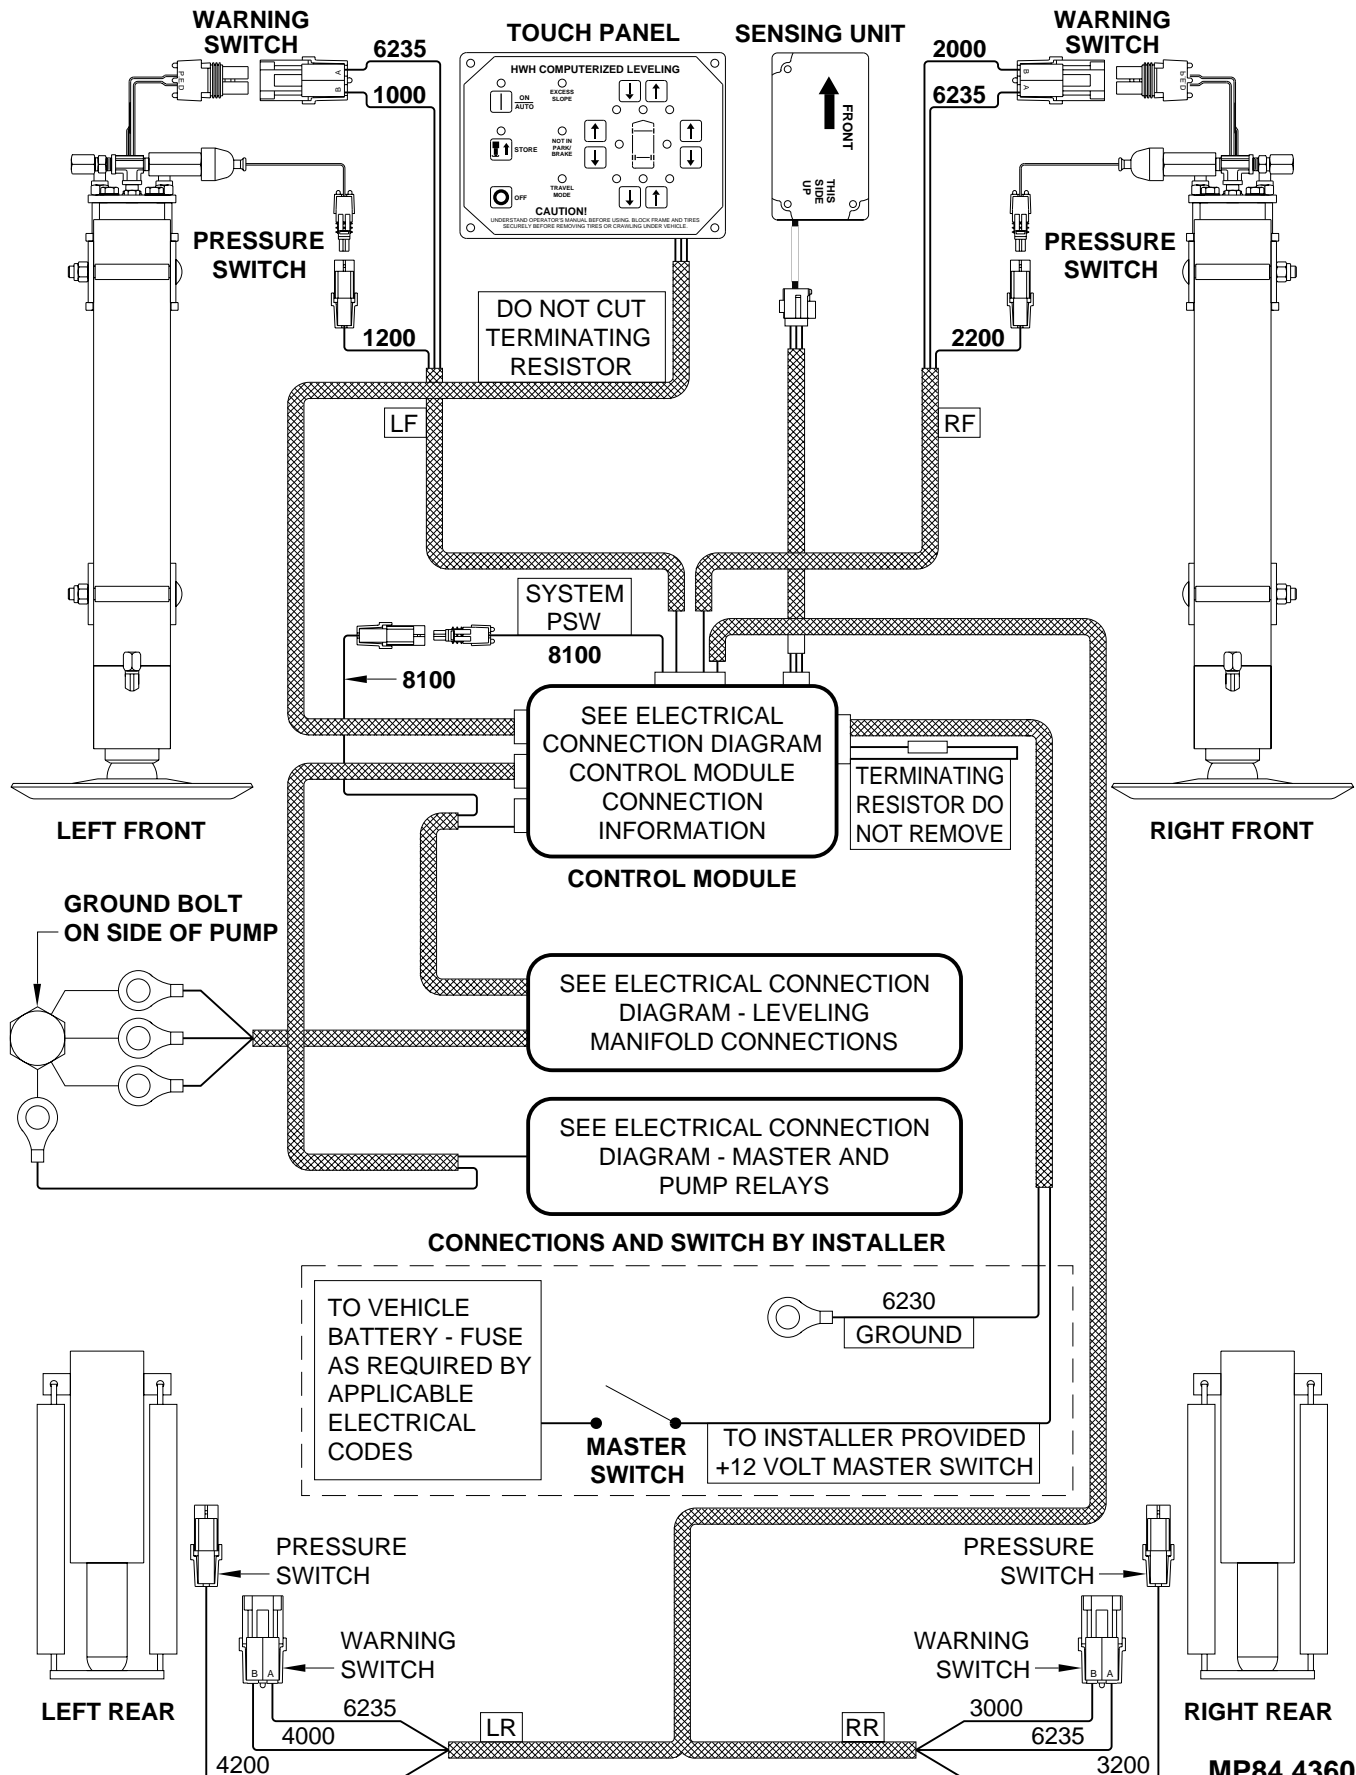 WARNING
SWITCH
6235
1000
TOUCH PANEL
SENSING UNIT
2000
6235
WARNING
SWITCH
HWH COMPUTERIZED LEVELING
ON
AUTO
EXCESS
SLOPE
STORE
NOT IN
PARK/
BRAKE
OFF
TRAVEL
MODE
CAUTION!
UNDERSTAND OPERATOR'S MANUAL BEFORE USING. BLOCK FRAME AND TIRES
SECURELY BEFORE REMOVING TIRES OR CRAWLING UNDER VEHICLE.
FRONT
THIS
SIDE
UP
A
B
B
A
PRESSURE
SWITCH
1200
DO NOT CUT
TERMINATING
RESISTOR
PRESSURE
SWITCH
2200
LF
RF
SYSTEM
PSW
8100
8100
SEE ELECTRICAL
CONNECTION DIAGRAM
CONTROL MODULE
CONNECTION
INFORMATION
CONTROL MODULE
TERMINATING
RESISTOR DO
NOT REMOVE
LEFT FRONT
RIGHT FRONT
GROUND BOLT
ON SIDE OF PUMP
SEE ELECTRICAL CONNECTION
DIAGRAM - LEVELING
MANIFOLD CONNECTIONS
SEE ELECTRICAL CONNECTION
DIAGRAM - MASTER AND
PUMP RELAYS
CONNECTIONS AND SWITCH BY INSTALLER
TO VEHICLE
BATTERY - FUSE
AS REQUIRED BY
APPLICABLE
ELECTRICAL
CODES
6230
GROUND
MASTER
SWITCH
TO INSTALLER PROVIDED
+12 VOLT MASTER SWITCH
PRESSURE
SWITCH
WARNING
SWITCH
B A
LEFT REAR
6235
4000
4200
LR
RR
PRESSURE
SWITCH
WARNING
SWITCH
B A
RIGHT REAR
3000
6235
3200
MP84.4360